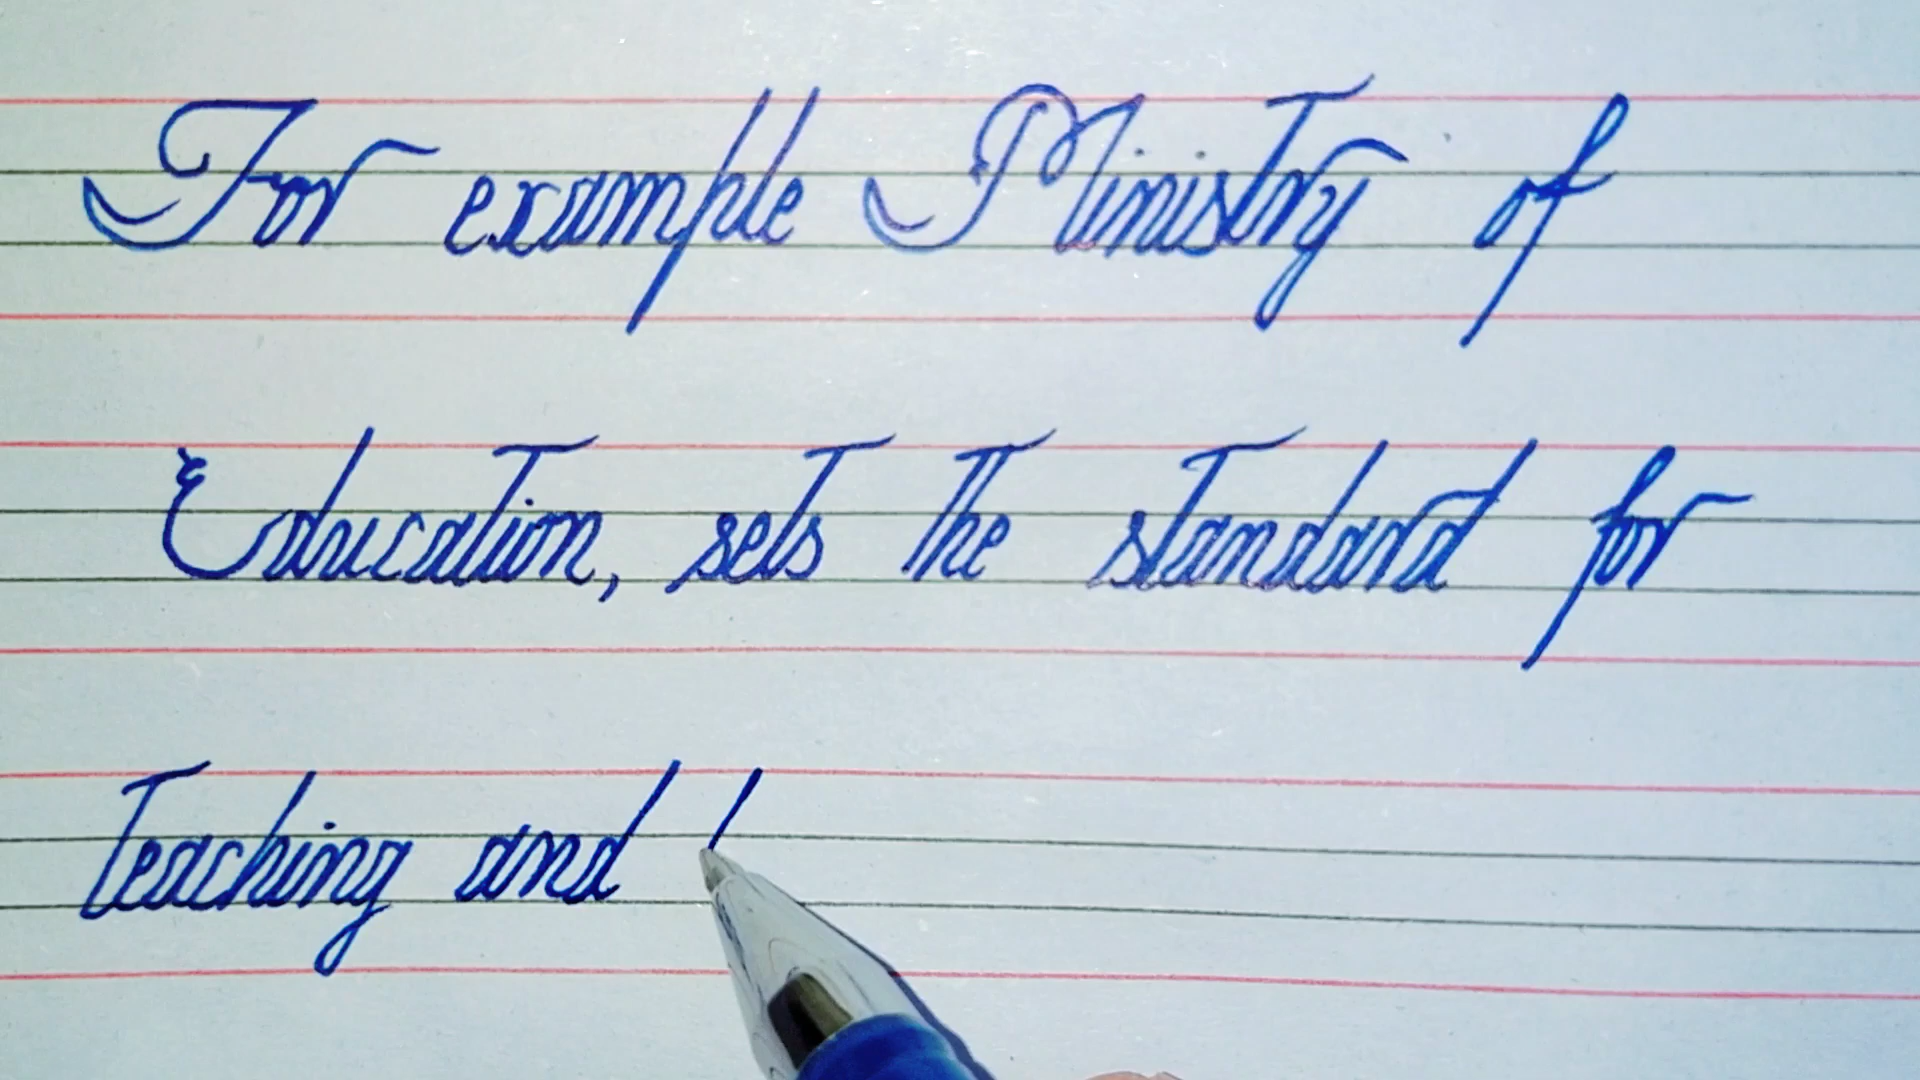 For example Ministry of
Education, sets the standard for
Teaching and